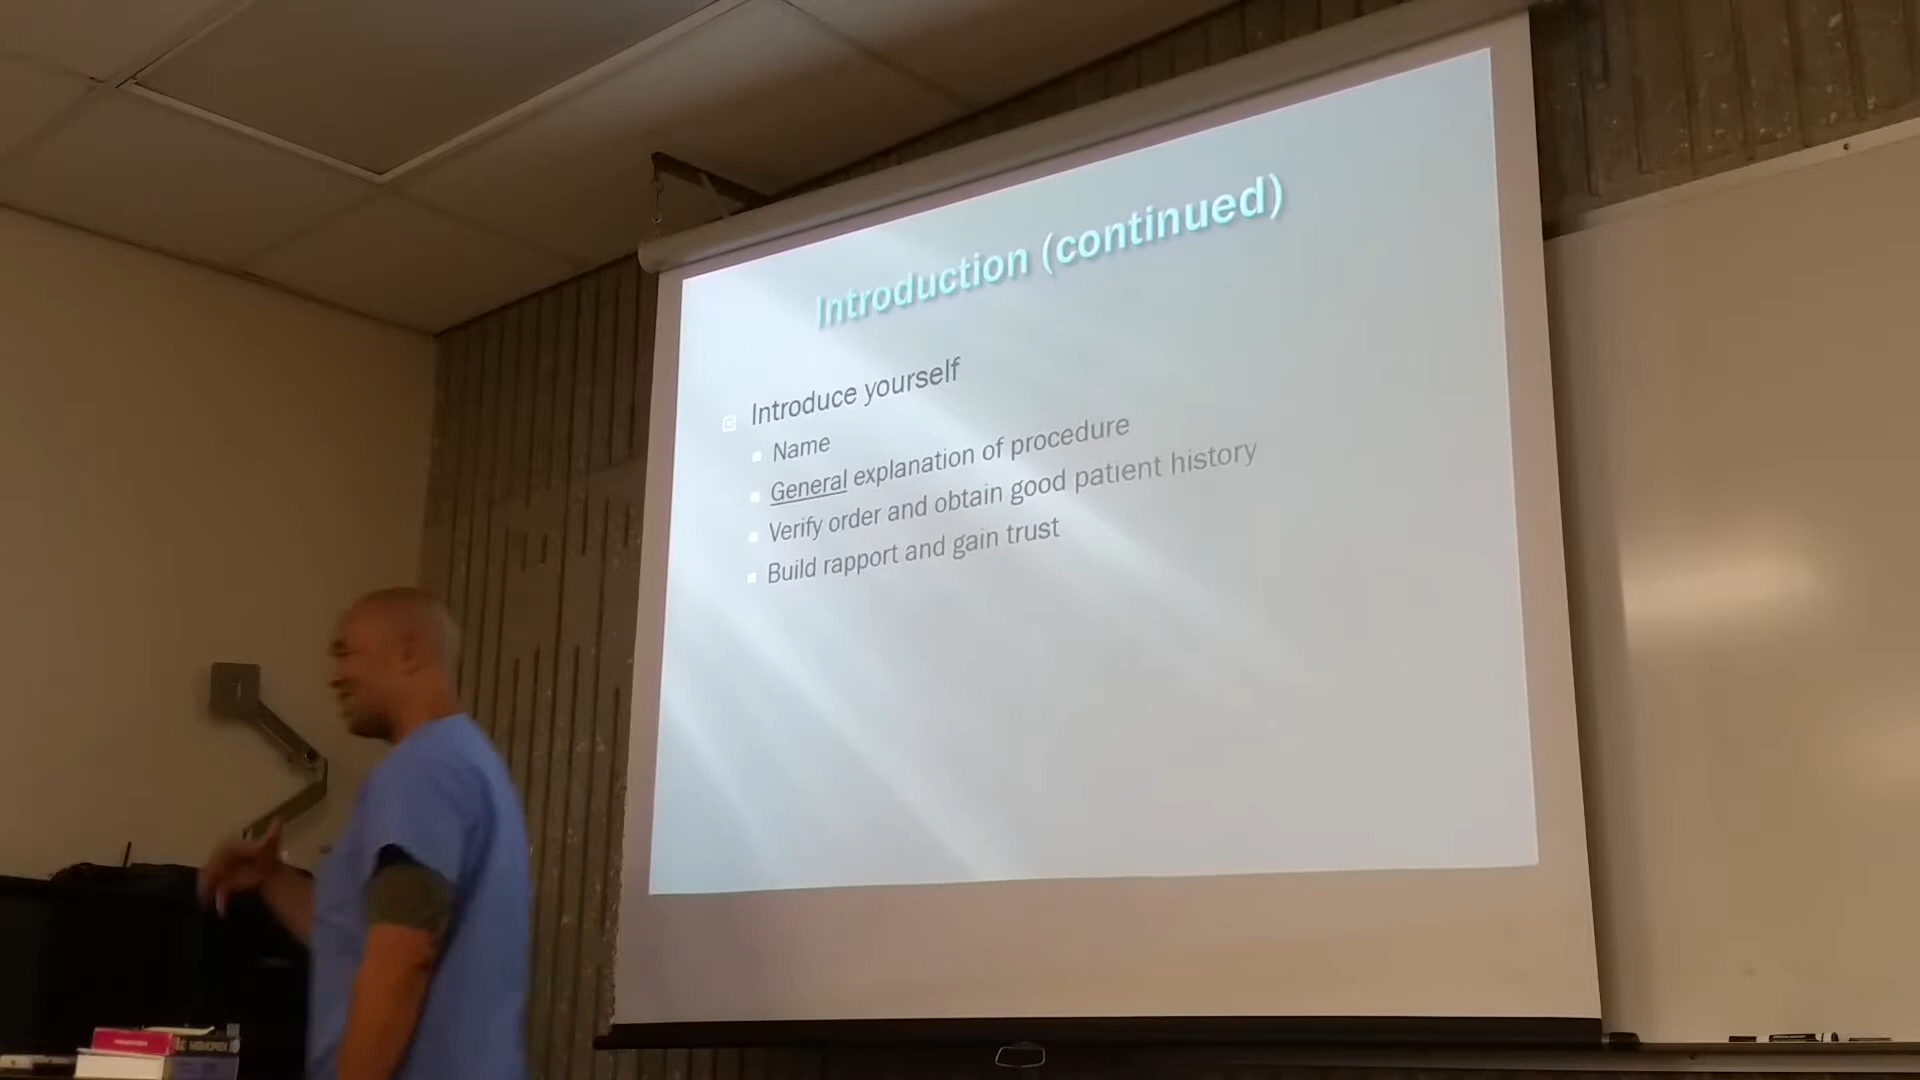 Introduction (continued)
Introduce yourself
Name
General explanation of procedure
Verify order and obtain good patient history
Build rapport and gain trust